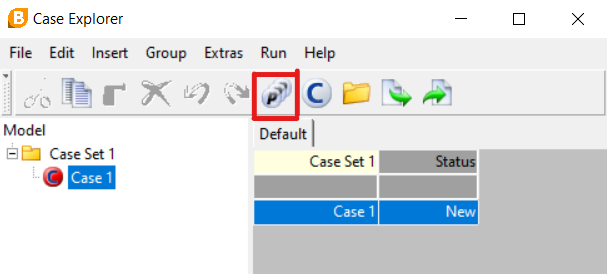 B Case Explorer
File Edit Insert Group Extras Run Help
p C
Model
Default
Case Set 1
C Case 1
Case Set 1 Status
Case 1 New